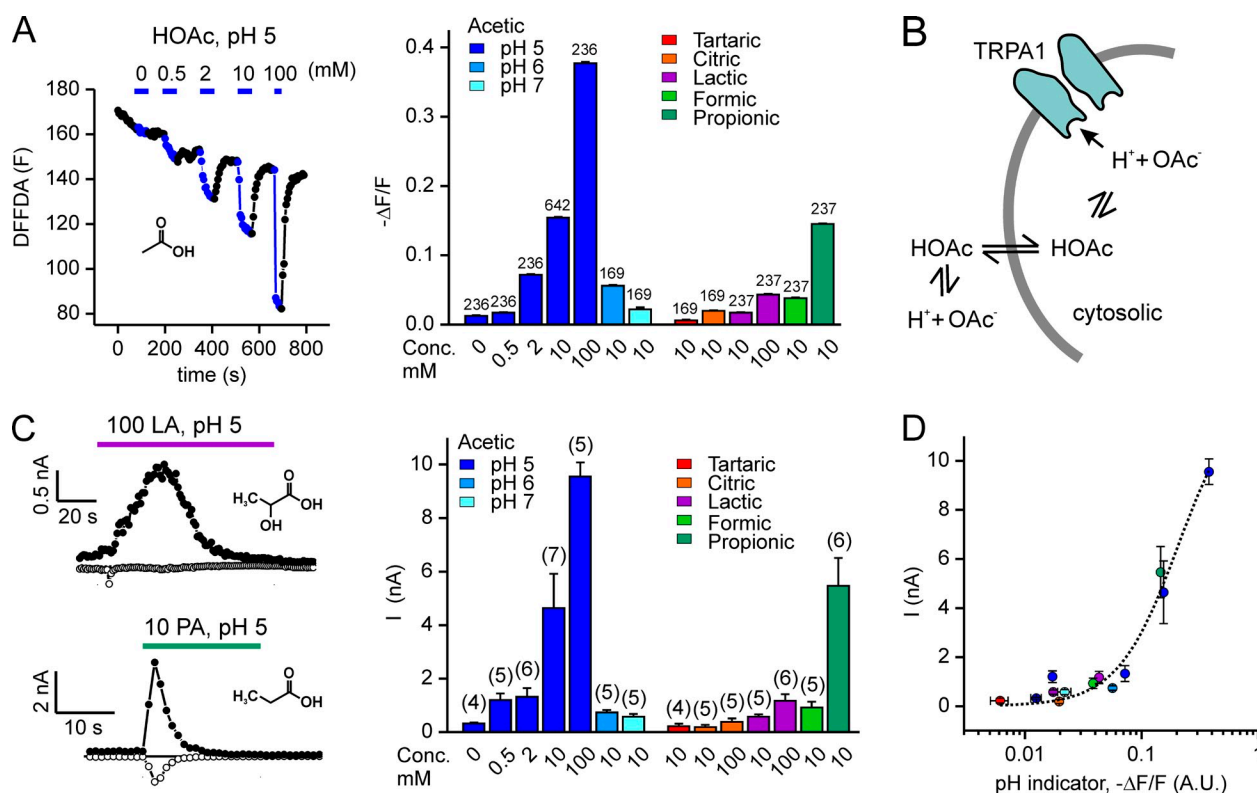 A
HOAc, pH 5
0 0.5 2 10 100 (mM)
DFFDA (F)
180
160
140
120
100
80
0 200 400 600 800
time (s)
OH
O
-ΔF/F
0.4
0.3
0.2
0.1
0.0
Acetic
pH 5
pH 6
pH 7
Tartaric
Citric
Lactic
Formic
Propionic
236 236 236 642 236 169 169 169 169 237 237 237 237
Conc. mM
0 0.5 2 10 100 10 10 10 10 10 100 10 10
B
TRPA1
H⁺+ OAc⁻
HOAc
HOAc
H⁺+ OAc⁻
cytosolic
C
100 LA, pH 5
0.5 nA
20 s
O
H₃C
OH
OH
10 PA, pH 5
2 nA
10 s
O
H₃C
OH
I (nA)
10
8
6
4
2
0
Acetic
pH 5
pH 6
pH 7
Tartaric
Citric
Lactic
Formic
Propionic
(4) (5) (6) (7) (5) (5) (5) (4) (5) (5) (5) (6) (5) (6)
Conc. mM
0 0.5 2 10 100 10 10 10 10 100 10 100 10 10
D
I (nA)
10
8
6
4
2
0
0.01 0.1 1
pH indicator, -ΔF/F (A.U.)